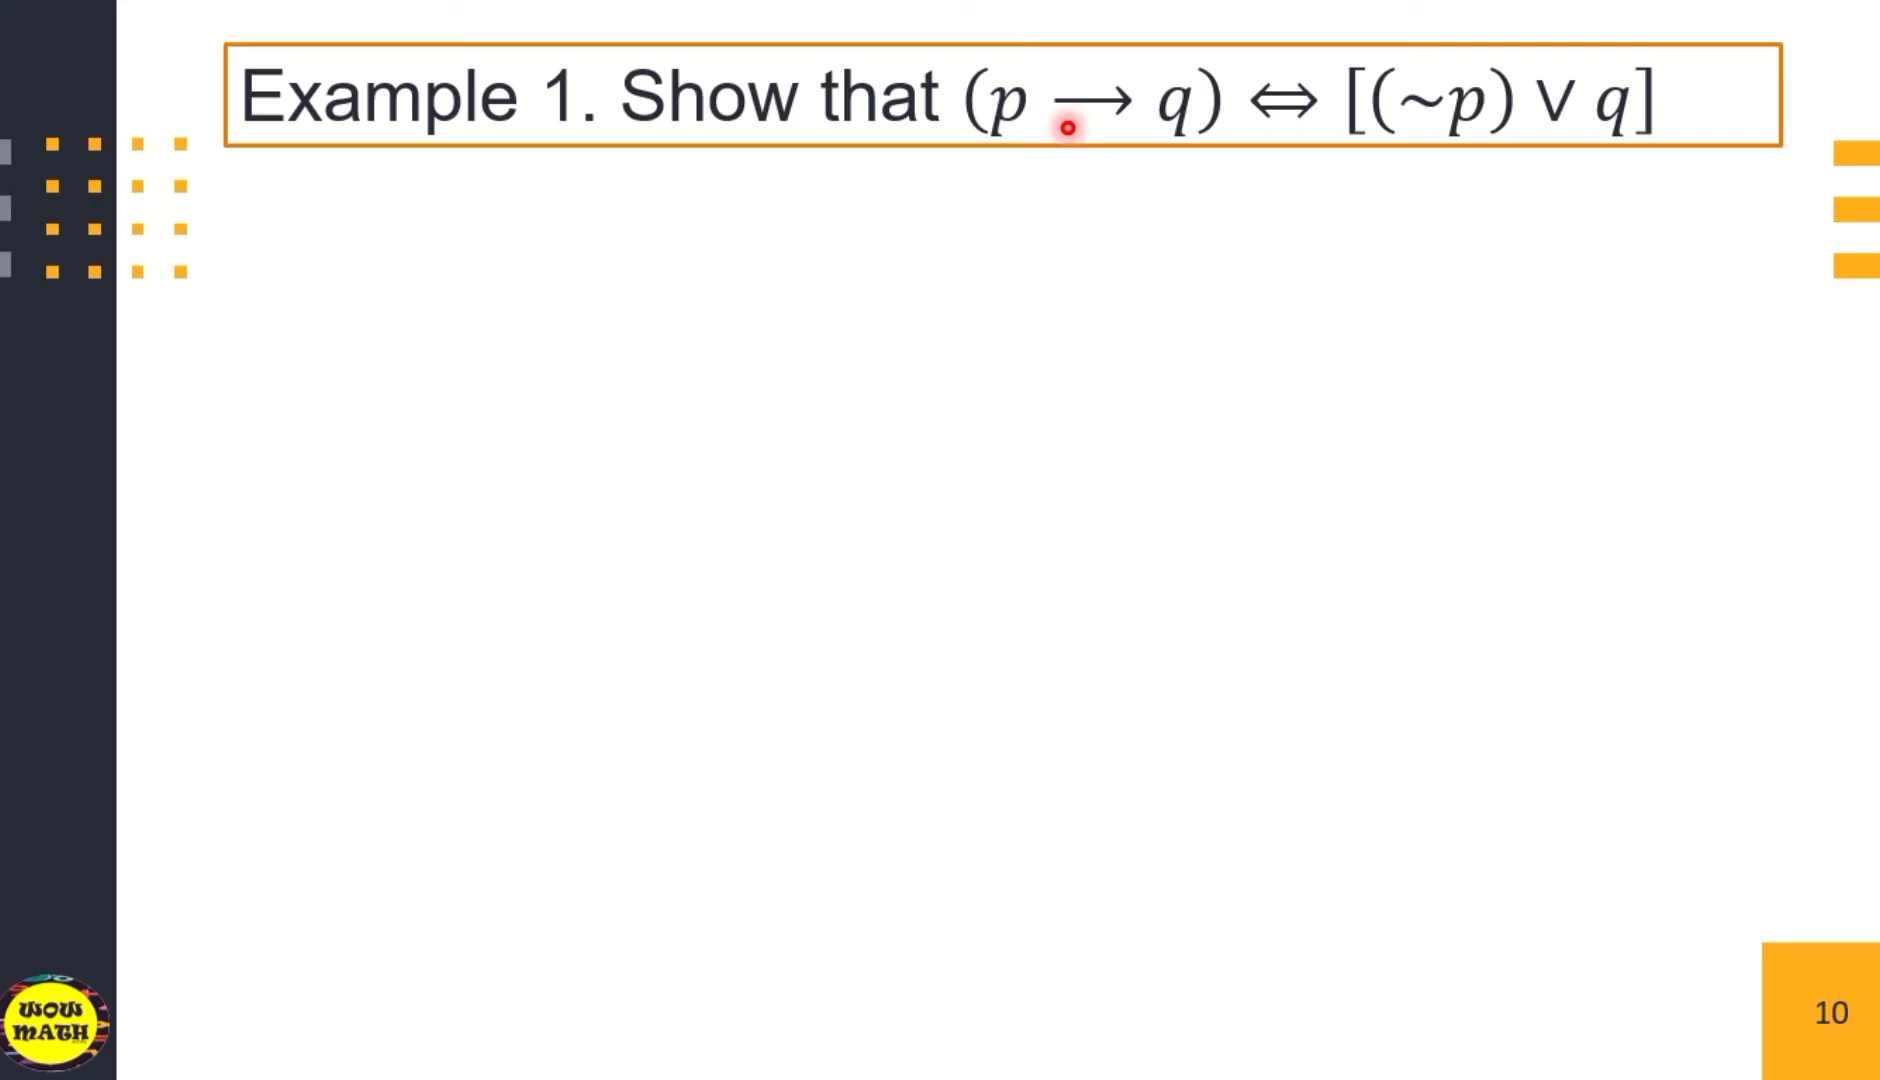 Example 1. Show that (p ⟶ q) ⇔ [(~p) ∨ q]
WOW
MATH
10